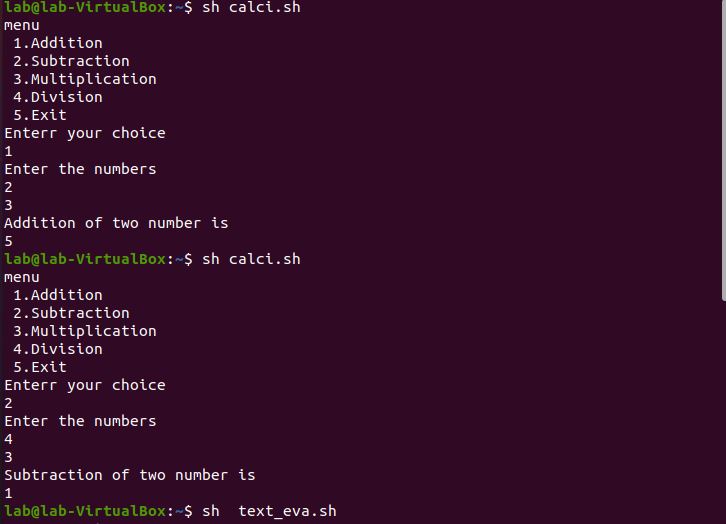 lab@lab-VirtualBox:~$ sh calci.sh
menu
 1.Addition
 2.Subtraction
 3.Multiplication
 4.Division
 5.Exit
Enterr your choice
1
Enter the numbers
2
3
Addition of two number is
5
lab@lab-VirtualBox:~$ sh calci.sh
menu
 1.Addition
 2.Subtraction
 3.Multiplication
 4.Division
 5.Exit
Enterr your choice
2
Enter the numbers
4
3
Subtraction of two number is
1
lab@lab-VirtualBox:~$ sh  text_eva.sh